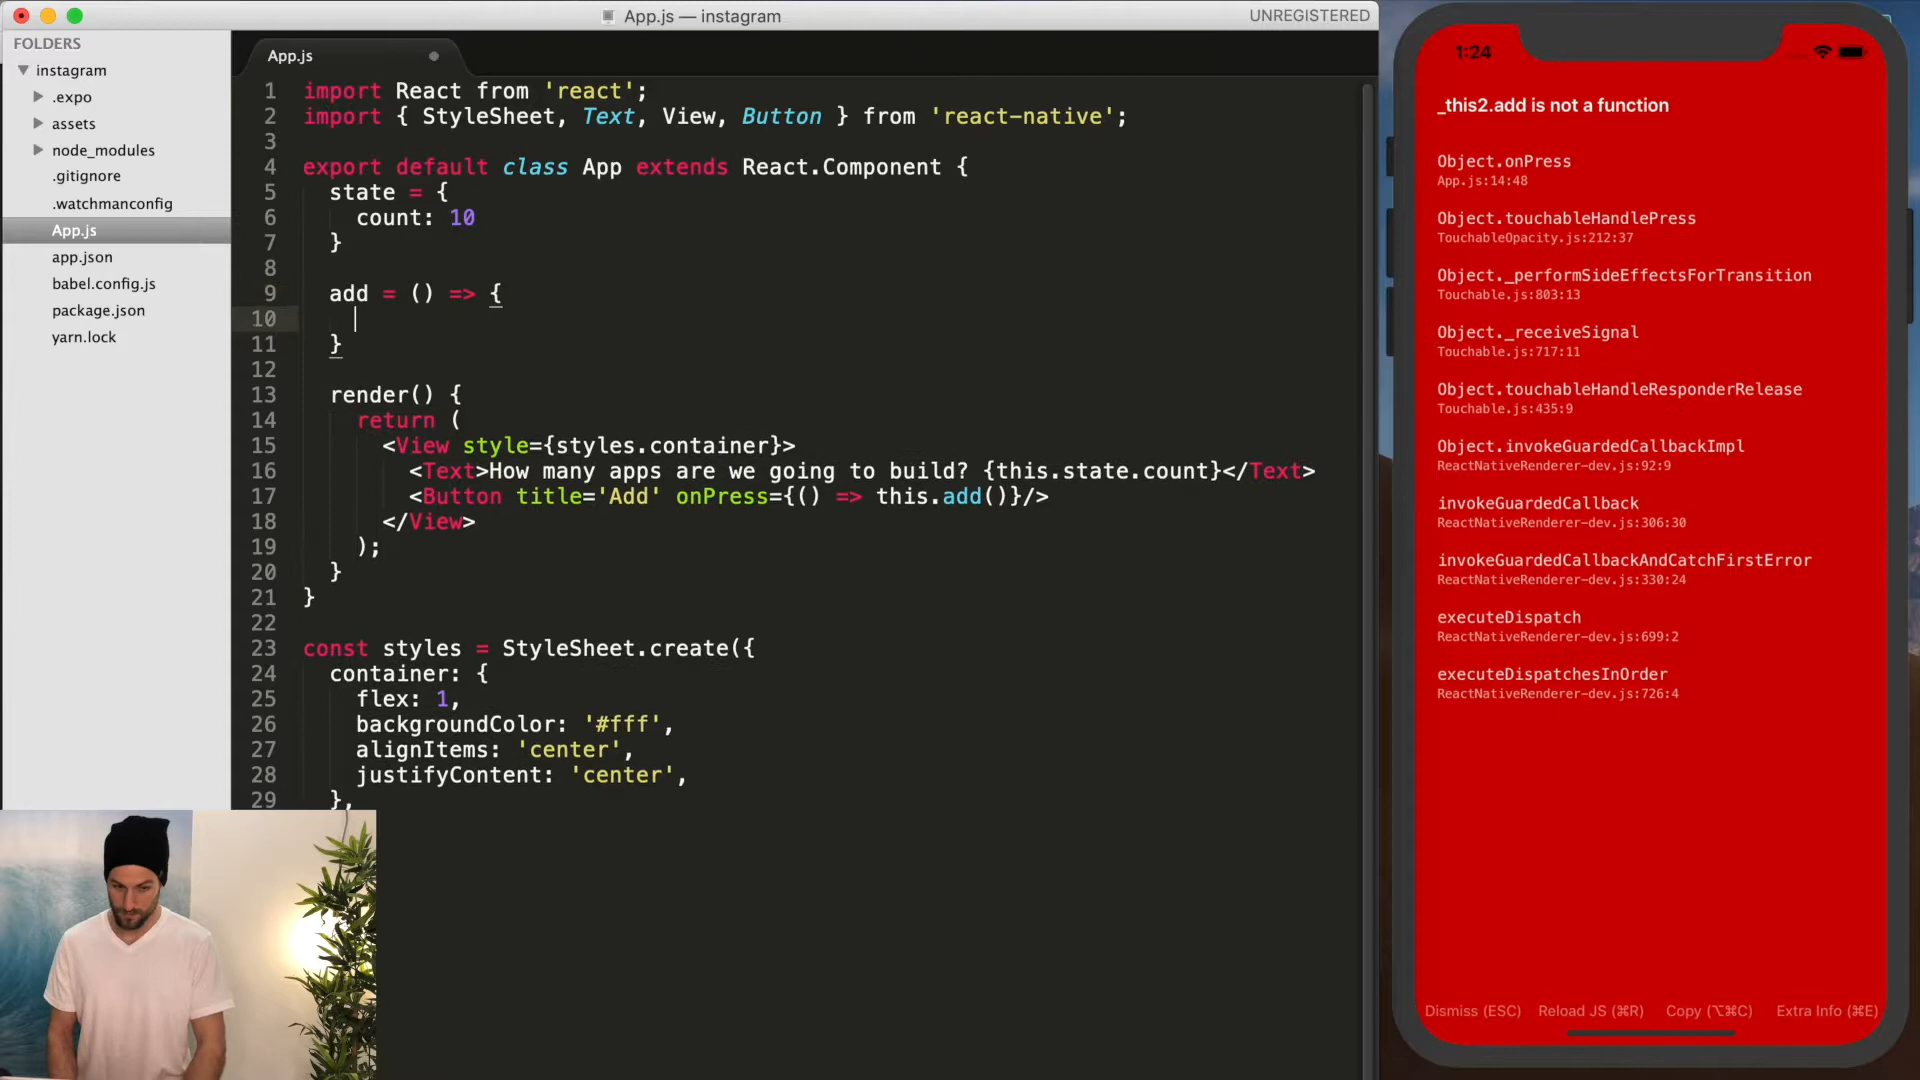 App.js — instagram
UNREGISTERED
FOLDERS
instagram
.expo
assets
node_modules
.gitignore
.watchmanconfig
App.js
app.json
babel.config.js
package.json
yarn.lock
App.js
1 import React from 'react';
2 import { StyleSheet, Text, View, Button } from 'react-native';
3
4 export default class App extends React.Component {
5 state = {
6 count: 10
7 }
8
9 add = () => {
10
11 }
12
13 render() {
14 return (
15 <View style={styles.container}>
16 <Text>How many apps are we going to build? {this.state.count}</Text>
17 <Button title='Add' onPress={() => this.add()}/>
18 </View>
19 );
20 }
21 }
22
23 const styles = StyleSheet.create({
24 container: {
25 flex: 1,
26 backgroundColor: '#fff',
27 alignItems: 'center',
28 justifyContent: 'center',
29 },
1:24
_this2.add is not a function
Object.onPress
App.js:14:48
Object.touchableHandlePress
TouchableOpacity.js:212:37
Object._performSideEffectsForTransition
Touchable.js:803:13
Object._receiveSignal
Touchable.js:717:11
Object.touchableHandleResponderRelease
Touchable.js:435:9
Object.invokeGuardedCallbackImpl
ReactNativeRenderer-dev.js:92:9
invokeGuardedCallback
ReactNativeRenderer-dev.js:306:30
invokeGuardedCallbackAndCatchFirstError
ReactNativeRenderer-dev.js:330:24
executeDispatch
ReactNativeRenderer-dev.js:699:2
executeDispatchesInOrder
ReactNativeRenderer-dev.js:726:4
Dismiss (ESC) Reload JS (⌘R) Copy (⌥⌘C) Extra Info (⌘E)